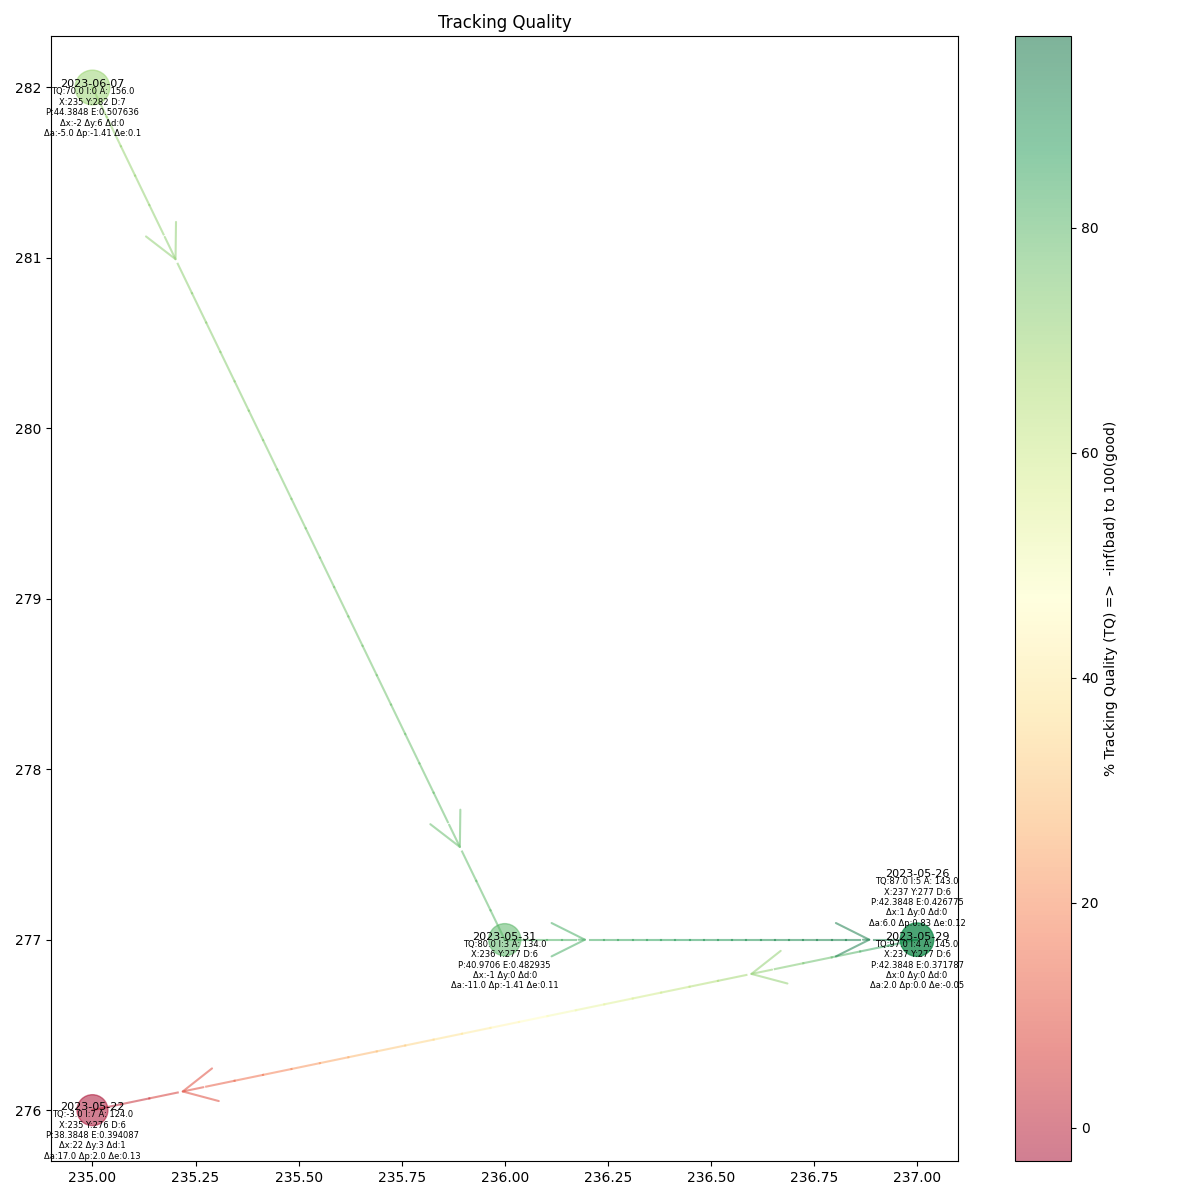 Tracking Quality
282
281
280
279
278
277
276
2023-06-07
TQ:70.0 I:0 A: 156.0
X:235 Y:282 D:7
P:44.3848 E:0.507636
Δx:-2 Δy:6 Δd:0
Δa:-5.0 Δp:-1.41 Δe:0.1
2023-05-31
TQ:80.0 I:3 A: 134.0
X:236 Y:277 D:6
P:40.9706 E:0.482935
Δx:-1 Δy:0 Δd:0
Δa:-11.0 Δp:-1.41 Δe:0.11
2023-05-26
TQ:87.0 I:5 A: 143.0
X:237 Y:277 D:6
P:42.3848 E:0.426775
Δx:1 Δy:0 Δd:0
Δa:6.0 Δp:0.83 Δe:0.12
2023-05-29
TQ:97.0 I:4 A: 145.0
X:237 Y:277 D:6
P:42.3848 E:0.371787
Δx:0 Δy:0 Δd:0
Δa:2.0 Δp:0.0 Δe:-0.05
2023-05-22
TQ:-3.0 I:7 A: 124.0
X:235 Y:276 D:6
P:38.3848 E:0.394087
Δx:22 Δy:3 Δd:1
Δa:17.0 Δp:2.0 Δe:0.13
235.00 235.25 235.50 235.75 236.00 236.25 236.50 236.75 237.00
80
60
40
20
0
% Tracking Quality (TQ) => -inf(bad) to 100(good)